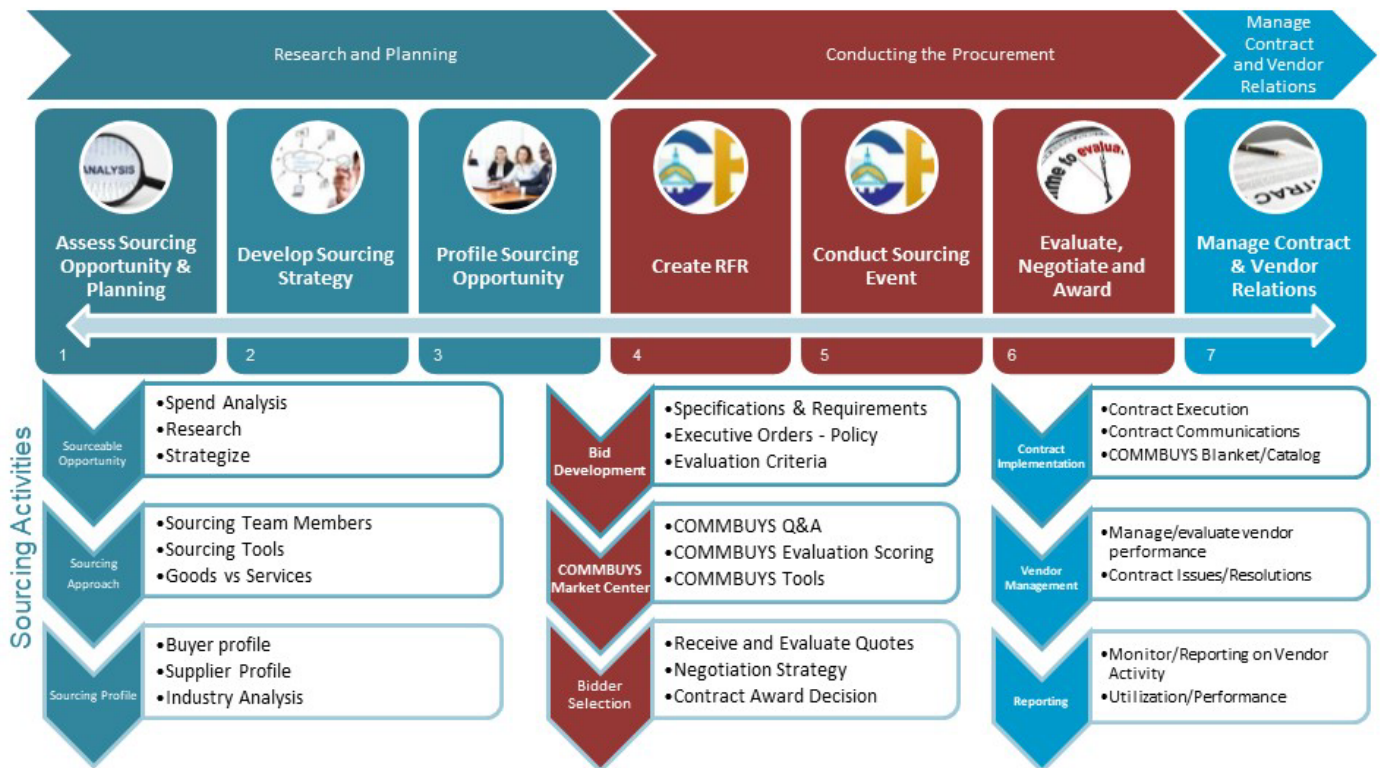 Research and Planning
Conducting the Procurement
Manage
Contract
and Vendor
Relations
ANALYSIS
Assess Sourcing
Opportunity &
Planning
1
Develop Sourcing
Strategy
2
Profile Sourcing
Opportunity
3
Create RFR
4
Conduct Sourcing
Event
5
time to evalua
Evaluate,
Negotiate and
Award
6
TRAC
Manage Contract
& Vendor
Relations
7
Sourcing Activities
Sourceable
Opportunity
•Spend Analysis
•Research
•Strategize
Sourcing
Approach
•Sourcing Team Members
•Sourcing Tools
•Goods vs Services
Sourcing Profile
•Buyer profile
•Supplier Profile
•Industry Analysis
Bid
Development
•Specifications & Requirements
•Executive Orders - Policy
•Evaluation Criteria
COMMBUYS
Market Center
•COMMBUYS Q&A
•COMMBUYS Evaluation Scoring
•COMMBUYS Tools
Bidder
Selection
•Receive and Evaluate Quotes
•Negotiation Strategy
•Contract Award Decision
Contract
Implementation
•Contract Execution
•Contract Communications
•COMMBUYS Blanket/Catalog
Vendor
Management
•Manage/evaluate vendor
performance
•Contract Issues/Resolutions
Reporting
•Monitor/Reporting on Vendor
Activity
•Utilization/Performance